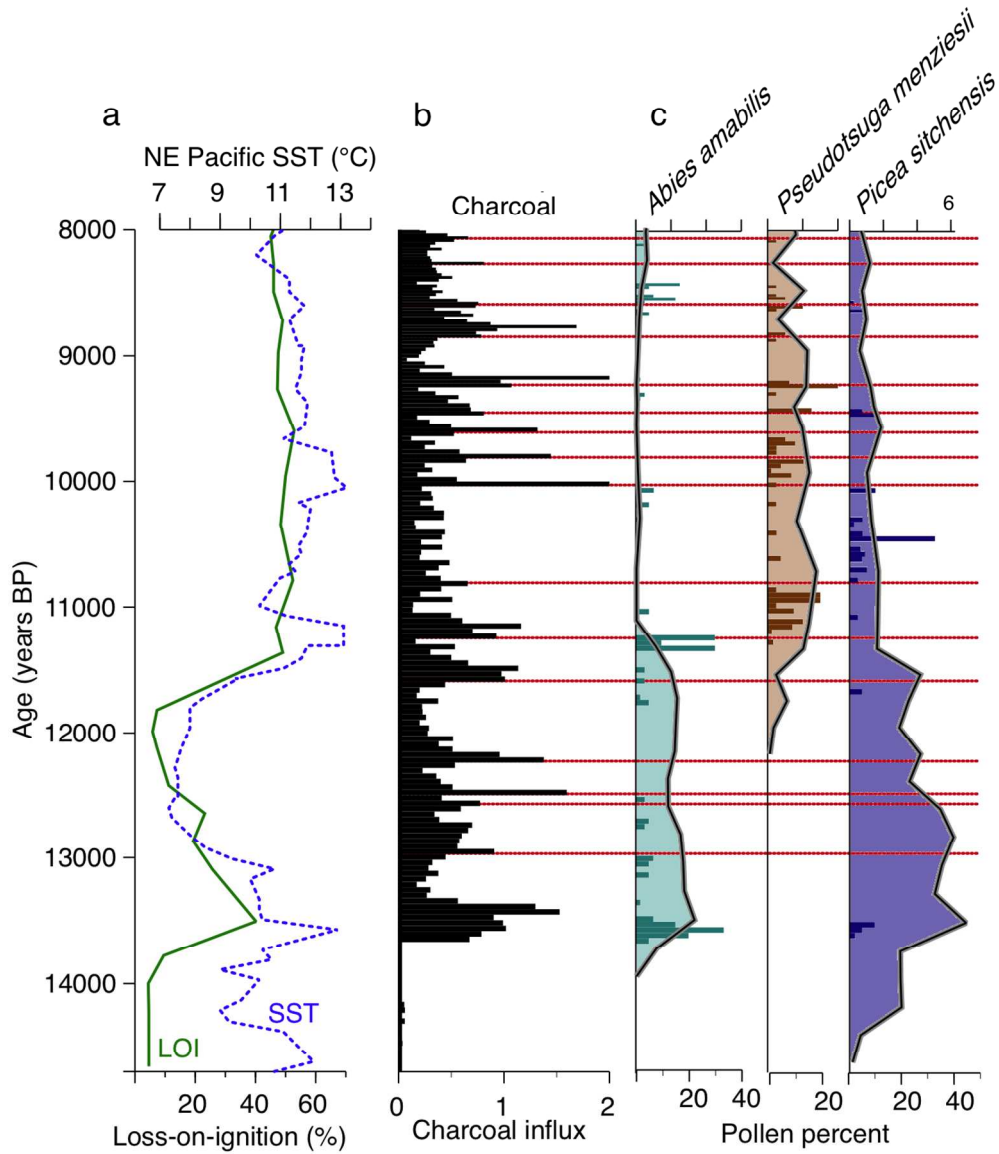 a
b
c
NE Pacific SST (°C)
7 9 11 13
Charcoal
Abies amabilis
Pseudotsuga menziesii
Picea sitchensis
6
8000
9000
10000
11000
12000
13000
14000
Age (years BP)
SST
LOI
20 40 60
Loss-on-ignition (%)
0 1 2
Charcoal influx
20 40
20
20 40
Pollen percent